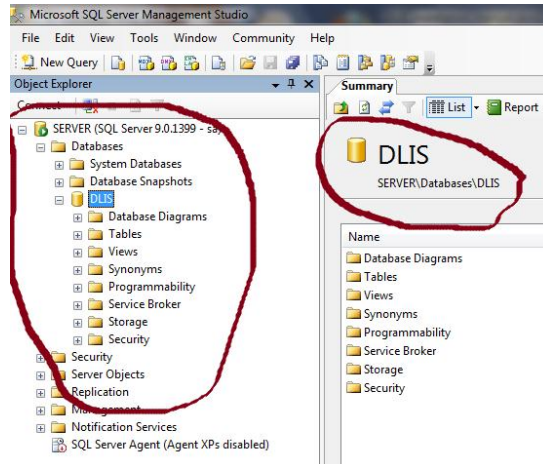 Microsoft SQL Server Management Studio
File Edit View Tools Window Community Help
New Query
Object Explorer
Summary
List Report
SERVER (SQL Server 9.0.1399 - sa)
Databases
System Databases
Database Snapshots
DLIS
Database Diagrams
Tables
Views
Synonyms
Programmability
Service Broker
Storage
Security
Security
Server Objects
Replication
Management
Notification Services
SQL Server Agent (Agent XPs disabled)
DLIS
SERVER\Databases\DLIS
Name
Database Diagrams
Tables
Views
Synonyms
Programmability
Service Broker
Storage
Security